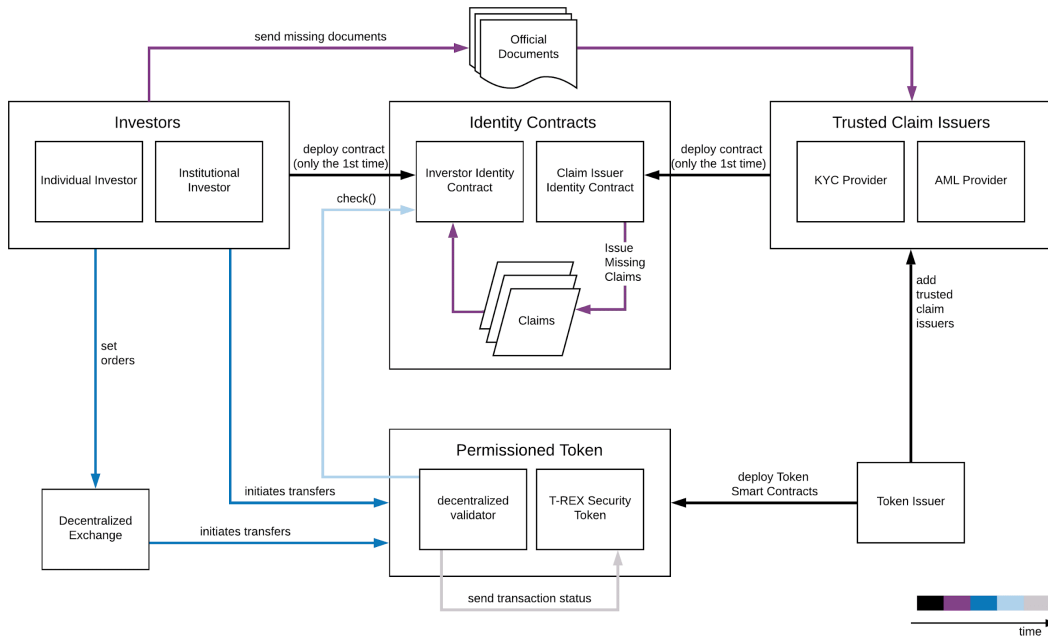 send missing documents
Official
Documents
Investors
Individual Investor
Institutional
Investor
deploy contract
(only the 1st time)
Identity Contracts
Inverstor Identity
Contract
Claim Issuer
Identity Contract
deploy contract
(only the 1st time)
Trusted Claim Issuers
KYC Provider
AML Provider
check()
Issue
Missing
Claims
Claims
add
trusted
claim
issuers
set
orders
Permissioned Token
decentralized
validator
T-REX Security
Token
deploy Token
Smart Contracts
Token Issuer
initiates transfers
Decentralized
Exchange
initiates transfers
send transaction status
time